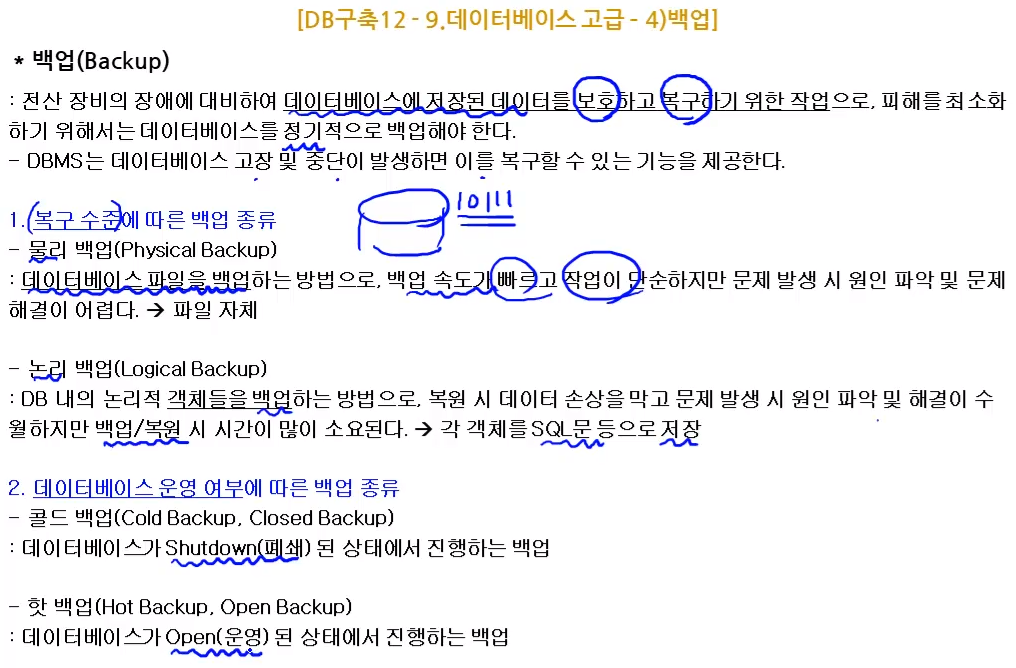 [DB구축12 - 9.데이터베이스 고급 - 4)백업]
* 백업(Backup)
: 전산 장비의 장애에 대비하여 데이터베이스에 저장된 데이터를 보호하고 복구하기 위한 작업으로, 피해를 최소화
하기 위해서는 데이터베이스를 정기적으로 백업해야 한다.
- DBMS는 데이터베이스 고장 및 중단이 발생하면 이를 복구할 수 있는 기능을 제공한다.
10111
1. 복구 수준에 따른 백업 종류
- 물리 백업(Physical Backup)
: 데이터베이스 파일을 백업하는 방법으로, 백업 속도가 빠르고 작업이 단순하지만 문제 발생 시 원인 파악 및 문제
해결이 어렵다. → 파일 자체
- 논리 백업(Logical Backup)
: DB 내의 논리적 객체들을 백업하는 방법으로, 복원 시 데이터 손상을 막고 문제 발생 시 원인 파악 및 해결이 수
월하지만 백업/복원 시 시간이 많이 소요된다. → 각 객체를 SQL문 등으로 저장
2. 데이터베이스 운영 여부에 따른 백업 종류
- 콜드 백업(Cold Backup, Closed Backup)
: 데이터베이스가 Shutdown(폐쇄) 된 상태에서 진행하는 백업
- 핫 백업(Hot Backup, Open Backup)
: 데이터베이스가 Open(운영) 된 상태에서 진행하는 백업